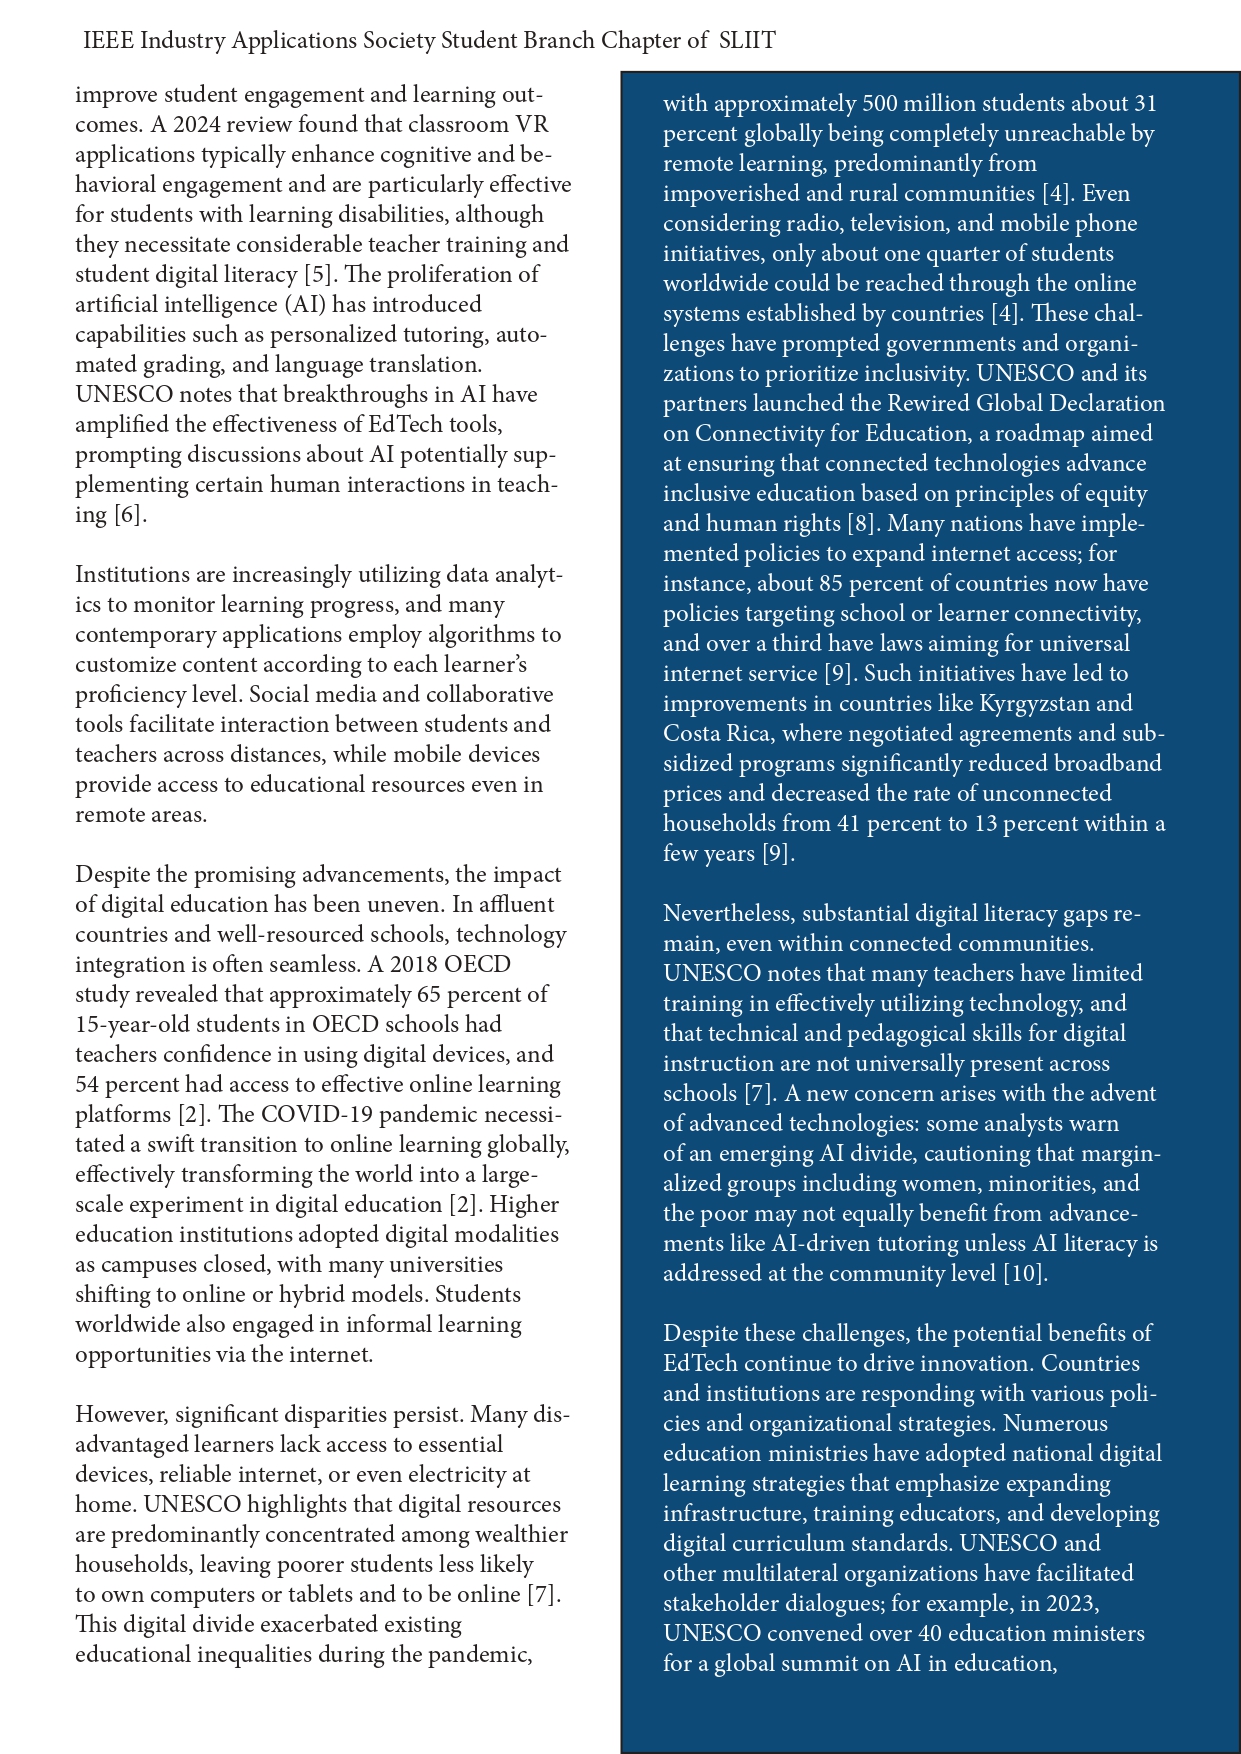 IEEE Industry Applications Society Student Branch Chapter of  SLIIT
improve student engagement and learning out-
comes. A 2024 review found that classroom VR
applications typically enhance cognitive and be-
havioral engagement and are particularly effective
for students with learning disabilities, although
they necessitate considerable teacher training and
student digital literacy [5]. The proliferation of
artificial intelligence (AI) has introduced
capabilities such as personalized tutoring, auto-
mated grading, and language translation.
UNESCO notes that breakthroughs in AI have
amplified the effectiveness of EdTech tools,
prompting discussions about AI potentially sup-
plementing certain human interactions in teach-
ing [6].
Institutions are increasingly utilizing data analyt-
ics to monitor learning progress, and many
contemporary applications employ algorithms to
customize content according to each learner’s
proficiency level. Social media and collaborative
tools facilitate interaction between students and
teachers across distances, while mobile devices
provide access to educational resources even in
remote areas.
Despite the promising advancements, the impact
of digital education has been uneven. In affluent
countries and well-resourced schools, technology
integration is often seamless. A 2018 OECD
study revealed that approximately 65 percent of
15-year-old students in OECD schools had
teachers confidence in using digital devices, and
54 percent had access to effective online learning
platforms [2]. The COVID-19 pandemic necessi-
tated a swift transition to online learning globally,
effectively transforming the world into a large-
scale experiment in digital education [2]. Higher
education institutions adopted digital modalities
as campuses closed, with many universities
shifting to online or hybrid models. Students
worldwide also engaged in informal learning
opportunities via the internet.
However, significant disparities persist. Many dis-
advantaged learners lack access to essential
devices, reliable internet, or even electricity at
home. UNESCO highlights that digital resources
are predominantly concentrated among wealthier
households, leaving poorer students less likely
to own computers or tablets and to be online [7].
This digital divide exacerbated existing
educational inequalities during the pandemic,
with approximately 500 million students about 31
percent globally being completely unreachable by
remote learning, predominantly from
impoverished and rural communities [4]. Even
considering radio, television, and mobile phone
initiatives, only about one quarter of students
worldwide could be reached through the online
systems established by countries [4]. These chal-
lenges have prompted governments and organi-
zations to prioritize inclusivity. UNESCO and its
partners launched the Rewired Global Declaration
on Connectivity for Education, a roadmap aimed
at ensuring that connected technologies advance
inclusive education based on principles of equity
and human rights [8]. Many nations have imple-
mented policies to expand internet access; for
instance, about 85 percent of countries now have
policies targeting school or learner connectivity,
and over a third have laws aiming for universal
internet service [9]. Such initiatives have led to
improvements in countries like Kyrgyzstan and
Costa Rica, where negotiated agreements and sub-
sidized programs significantly reduced broadband
prices and decreased the rate of unconnected
households from 41 percent to 13 percent within a
few years [9].
Nevertheless, substantial digital literacy gaps re-
main, even within connected communities.
UNESCO notes that many teachers have limited
training in effectively utilizing technology, and
that technical and pedagogical skills for digital
instruction are not universally present across
schools [7]. A new concern arises with the advent
of advanced technologies: some analysts warn
of an emerging AI divide, cautioning that margin-
alized groups including women, minorities, and
the poor may not equally benefit from advance-
ments like AI-driven tutoring unless AI literacy is
addressed at the community level [10].
Despite these challenges, the potential benefits of
EdTech continue to drive innovation. Countries
and institutions are responding with various poli-
cies and organizational strategies. Numerous
education ministries have adopted national digital
learning strategies that emphasize expanding
infrastructure, training educators, and developing
digital curriculum standards. UNESCO and
other multilateral organizations have facilitated
stakeholder dialogues; for example, in 2023,
UNESCO convened over 40 education ministers
for a global summit on AI in education,